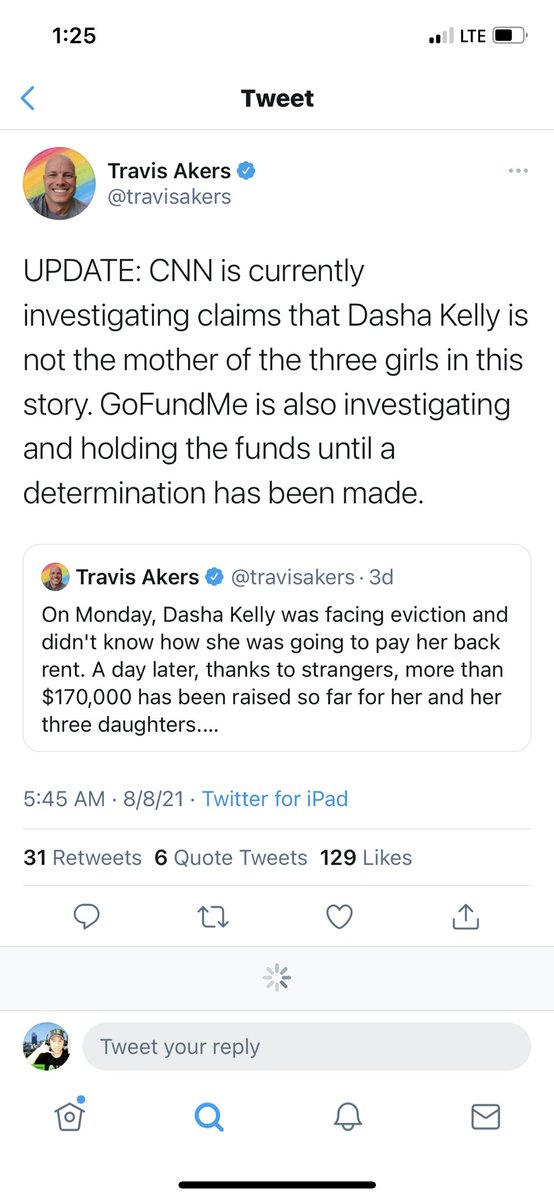 1:25 LTE
Tweet
Travis Akers
@travisakers
UPDATE: CNN is currently
investigating claims that Dasha Kelly is
not the mother of the three girls in this
story. GoFundMe is also investigating
and holding the funds until a
determination has been made.
Travis Akers @travisakers · 3d
On Monday, Dasha Kelly was facing eviction and
didn't know how she was going to pay her back
rent. A day later, thanks to strangers, more than
$170,000 has been raised so far for her and her
three daughters....
5:45 AM · 8/8/21 · Twitter for iPad
31 Retweets 6 Quote Tweets 129 Likes
Tweet your reply